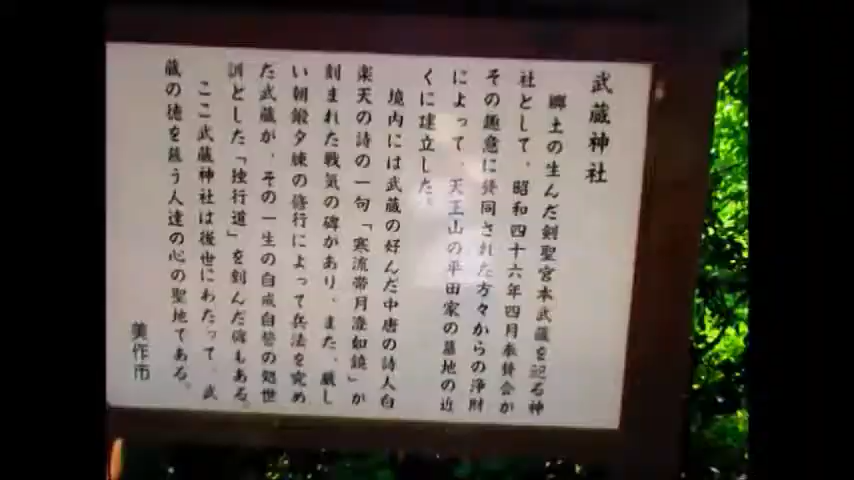 武蔵神社
郷土の生んだ剣聖宮本武蔵を祀る神
社として、昭和四十六年四月奉賛会が
その趣意に賛同された方々からの浄財
によって、天王山の平田家の墓地の近
くに建立した。
境内には武蔵の好んだ中唐の詩人白
楽天の詩の一句「寒流帯月澄如鏡」が
刻まれた戦気の碑があり、また、厳し
い朝鍛夕練の修行によって兵法を究め
た武蔵が、その一生の自戒自誓の処世
訓とした「独行道」を刻んだ碑もある。
ここ武蔵神社は後世にわたって、武
蔵の徳を慕う人達の心の聖地である。
美作市